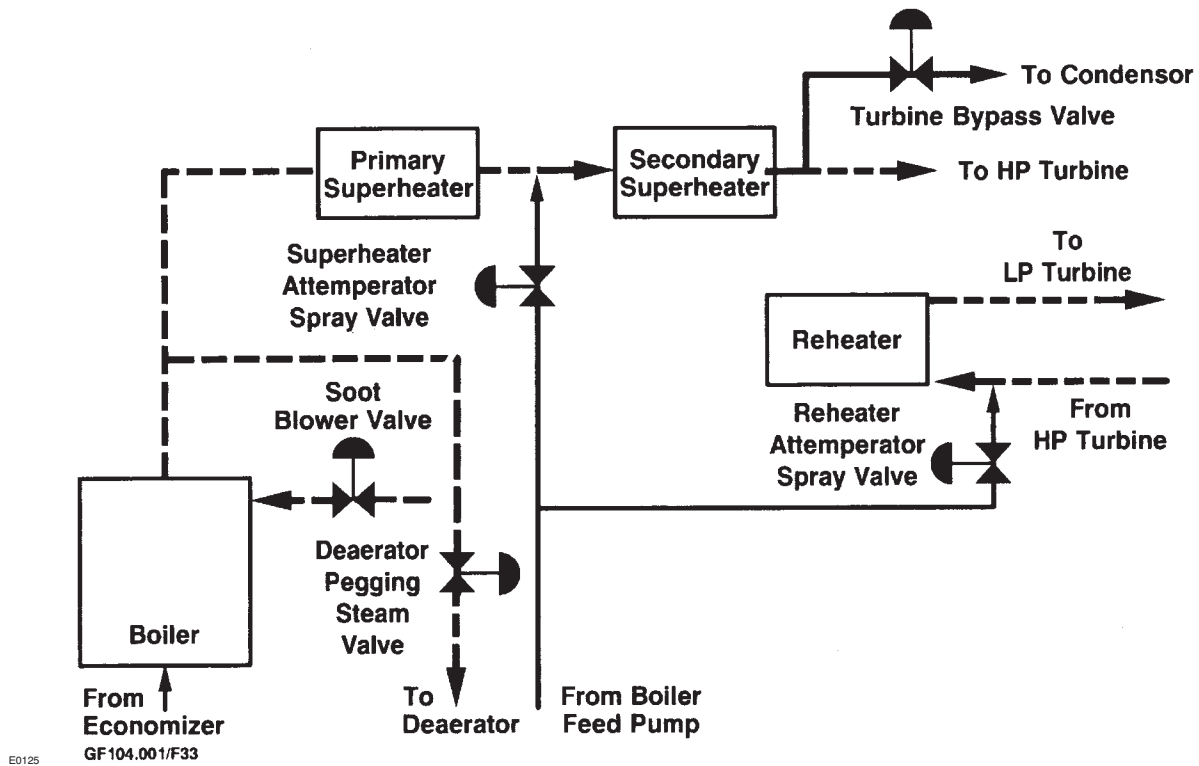 To Condensor
Turbine Bypass Valve
Primary
Superheater
Secondary
Superheater
To HP Turbine
Superheater
Attemperator
Spray Valve
To
LP Turbine
Reheater
From
HP Turbine
Reheater
Attemperator
Spray Valve
Soot
Blower Valve
Deaerator
Pegging
Steam
Valve
Boiler
From
Economizer
To
Deaerator
From Boiler
Feed Pump
GF104.001/F33
E0125